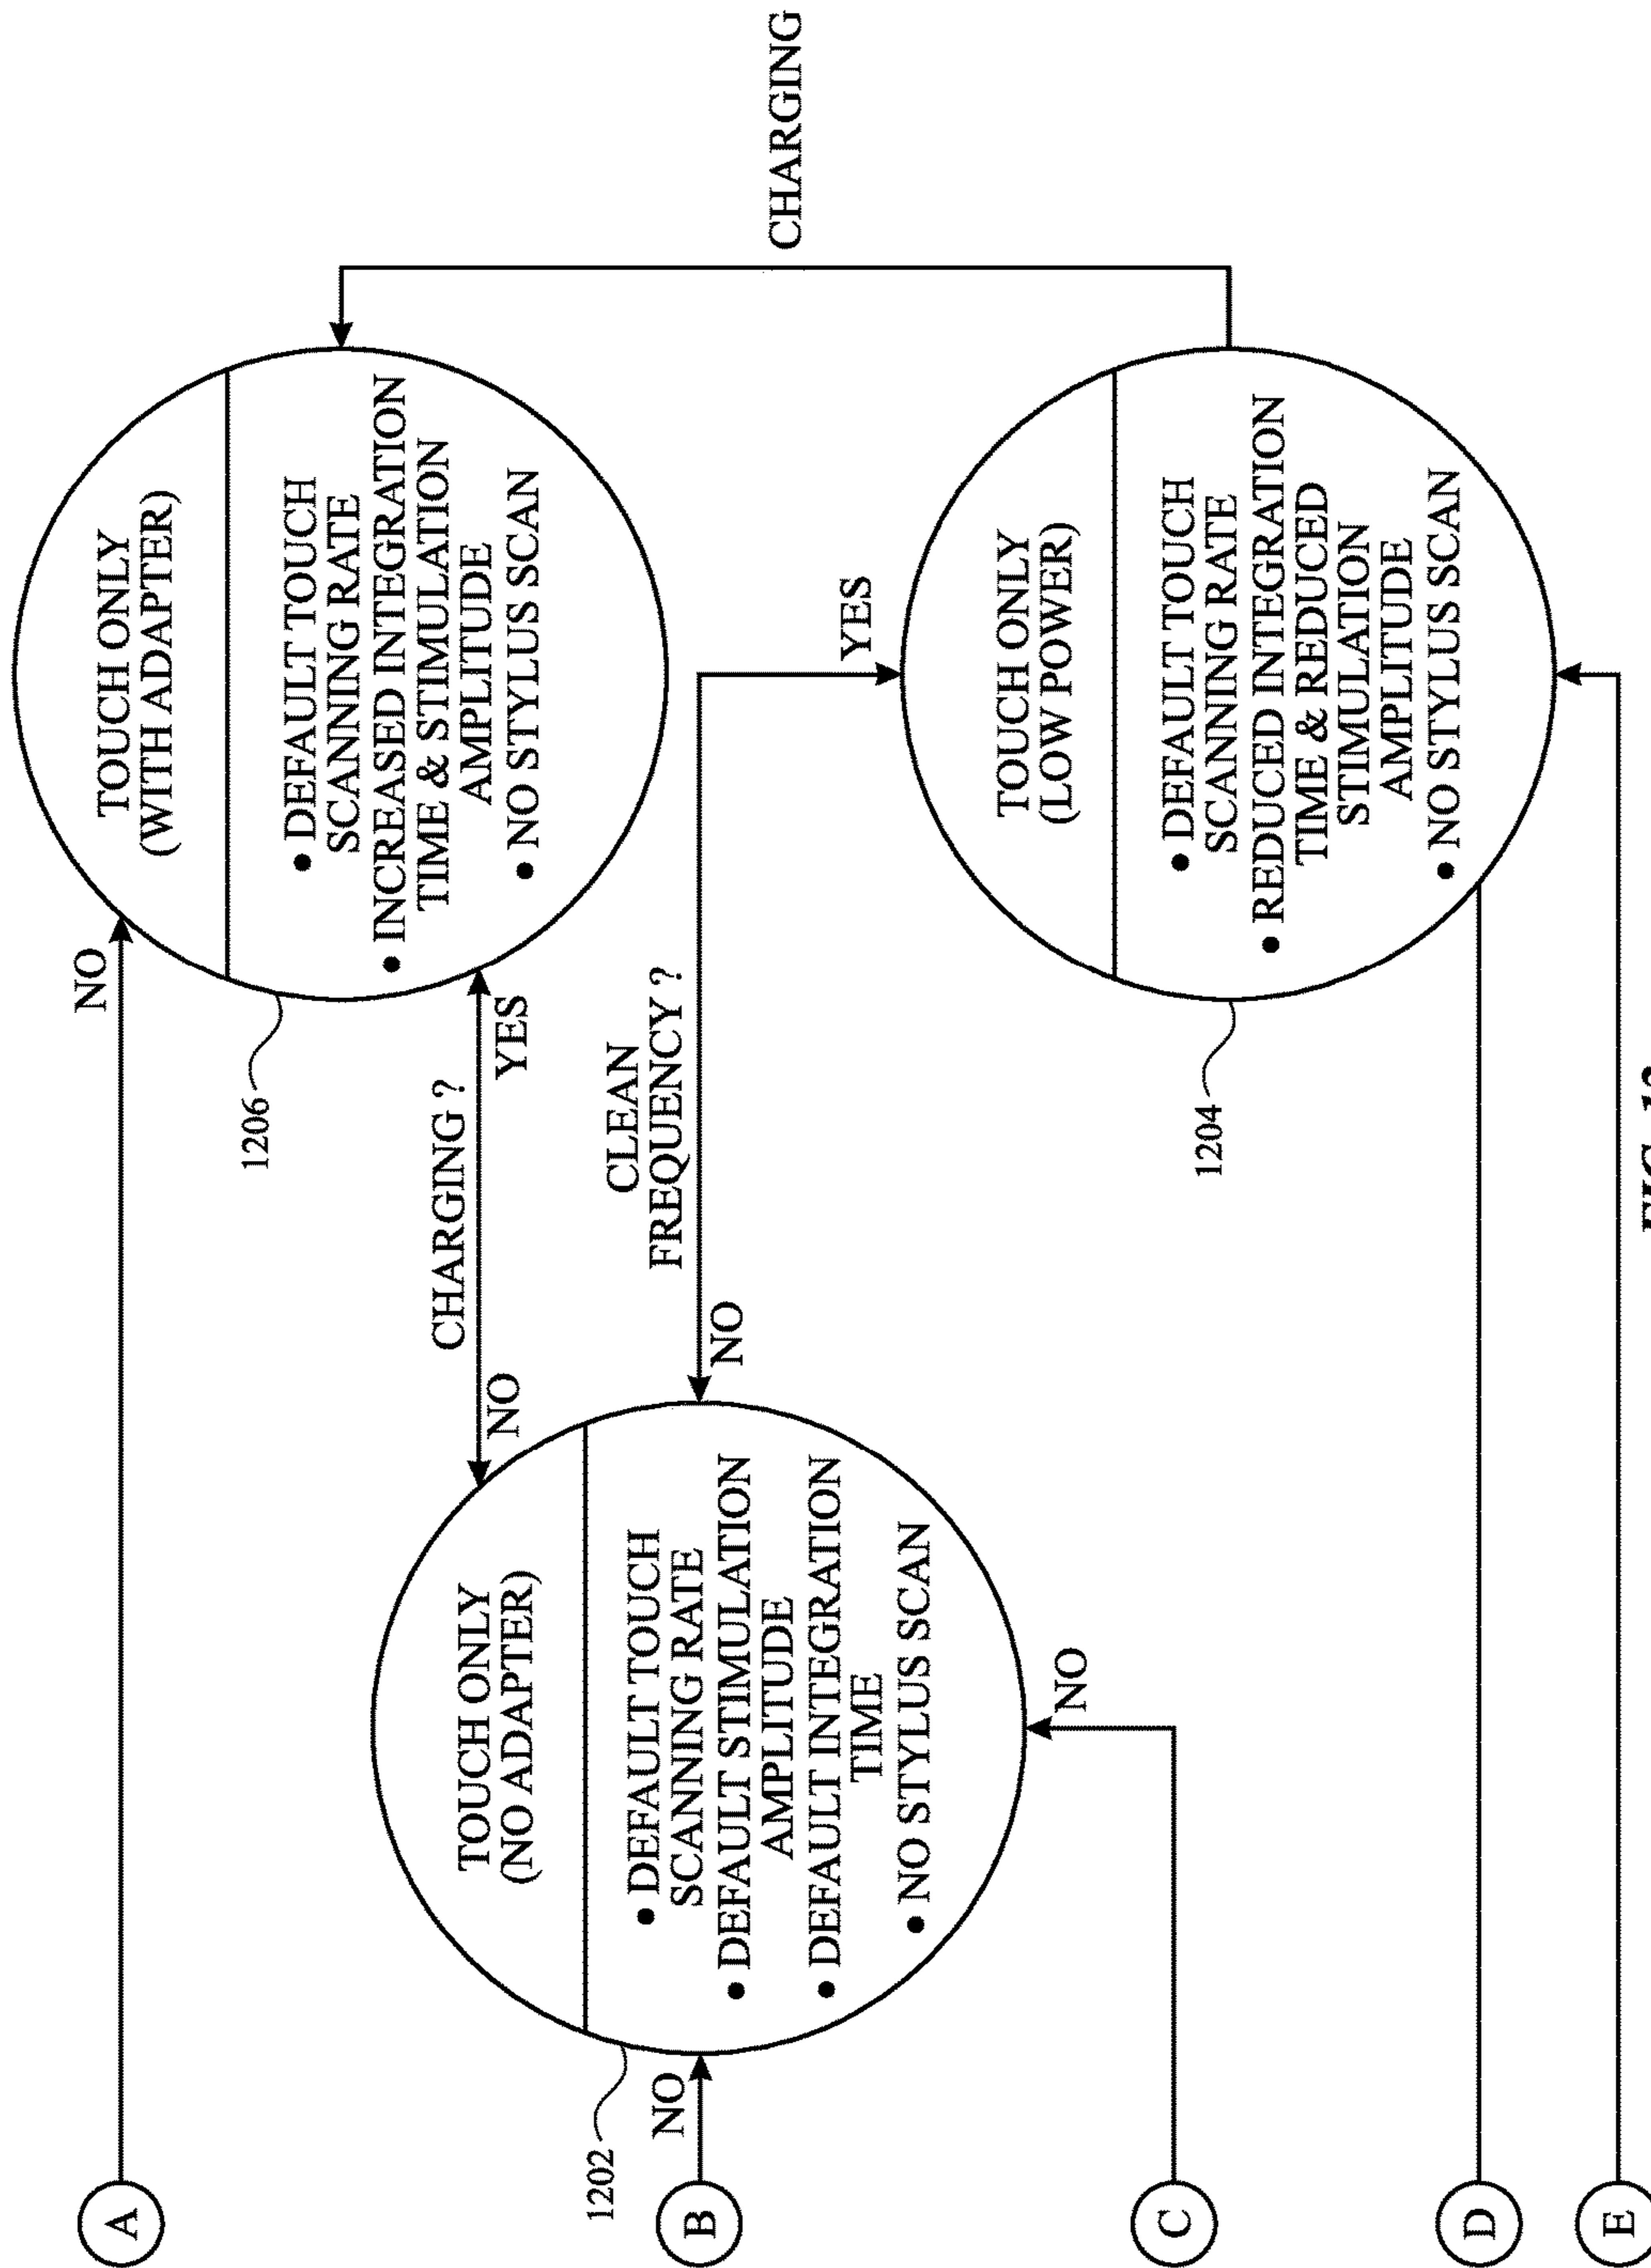 A
NO
TOUCH ONLY
(WITH ADAPTER)
• DEFAULT TOUCH
SCANNING RATE
• INCREASED INTEGRATION
TIME & STIMULATION
AMPLITUDE
• NO STYLUS SCAN
1206
CHARGING ?
NO
YES
CHARGING
TOUCH ONLY
(NO ADAPTER)
• DEFAULT TOUCH
SCANNING RATE
• DEFAULT STIMULATION
AMPLITUDE
• DEFAULT INTEGRATION
TIME
• NO STYLUS SCAN
1202
B
NO
CLEAN
FREQUENCY ?
NO
YES
TOUCH ONLY
(LOW POWER)
• DEFAULT TOUCH
SCANNING RATE
• REDUCED INTEGRATION
TIME & REDUCED
STIMULATION
AMPLITUDE
• NO STYLUS SCAN
1204
C
NO
D
E
FIG.